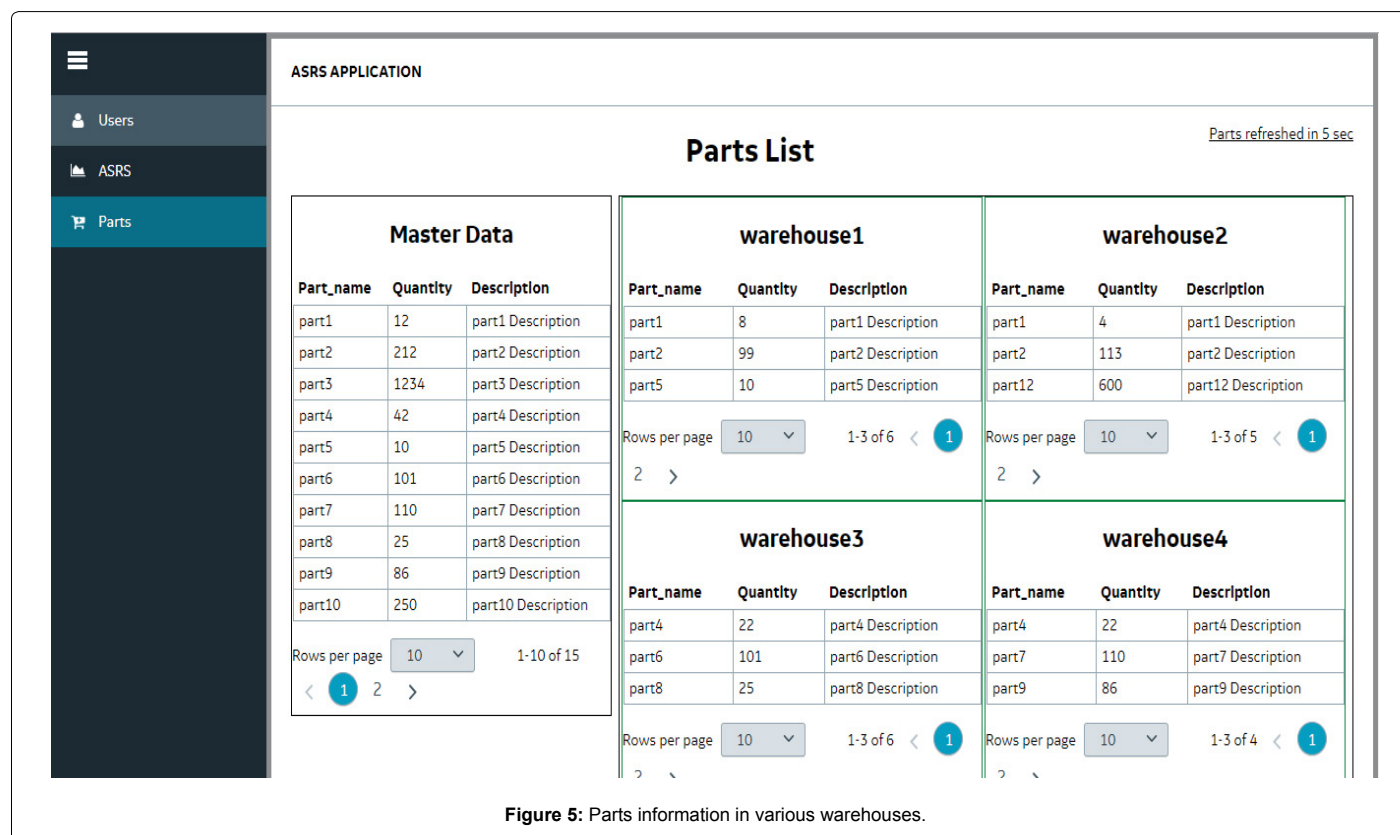 ASRS APPLICATION
Users
ASRS
Parts
Parts List
Parts refreshed in 5 sec
Master Data
Part_name Quantity Description
part1 12 part1 Description
part2 212 part2 Description
part3 1234 part3 Description
part4 42 part4 Description
part5 10 part5 Description
part6 101 part6 Description
part7 110 part7 Description
part8 25 part8 Description
part9 86 part9 Description
part10 250 part10 Description
Rows per page 10 1-10 of 15
< 1 2 >
warehouse1
Part_name Quantity Description
part1 8 part1 Description
part2 99 part2 Description
part5 10 part5 Description
Rows per page 10 1-3 of 6 < 1
2 >
warehouse2
Part_name Quantity Description
part1 4 part1 Description
part2 113 part2 Description
part12 600 part12 Description
Rows per page 10 1-3 of 5 < 1
2 >
warehouse3
Part_name Quantity Description
part4 22 part4 Description
part6 101 part6 Description
part8 25 part8 Description
Rows per page 10 1-3 of 6 < 1
warehouse4
Part_name Quantity Description
part4 22 part4 Description
part7 110 part7 Description
part9 86 part9 Description
Rows per page 10 1-3 of 4 < 1
Figure 5: Parts information in various warehouses.